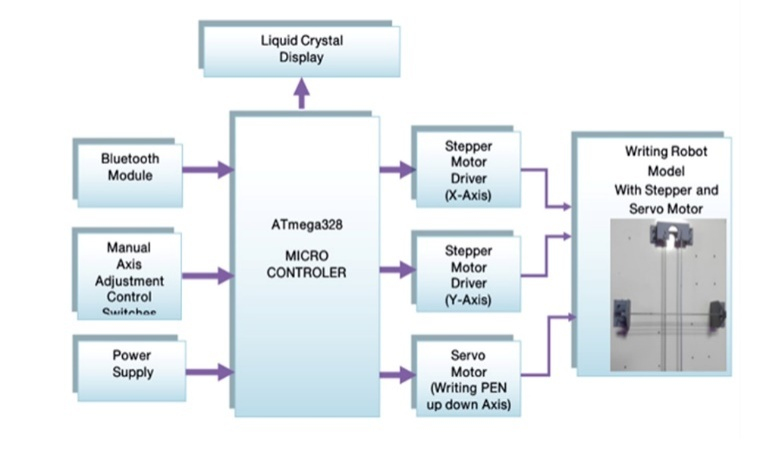 Liquid Crystal
Display
Bluetooth
Module
Manual
Axis
Adjustment
Control
Switches
Power
Supply
ATmega328
MICRO
CONTROLER
Stepper
Motor
Driver
(X-Axis)
Stepper
Motor
Driver
(Y-Axis)
Servo
Motor
(Writing PEN
up down Axis)
Writing Robot
Model
With Stepper and
Servo Motor